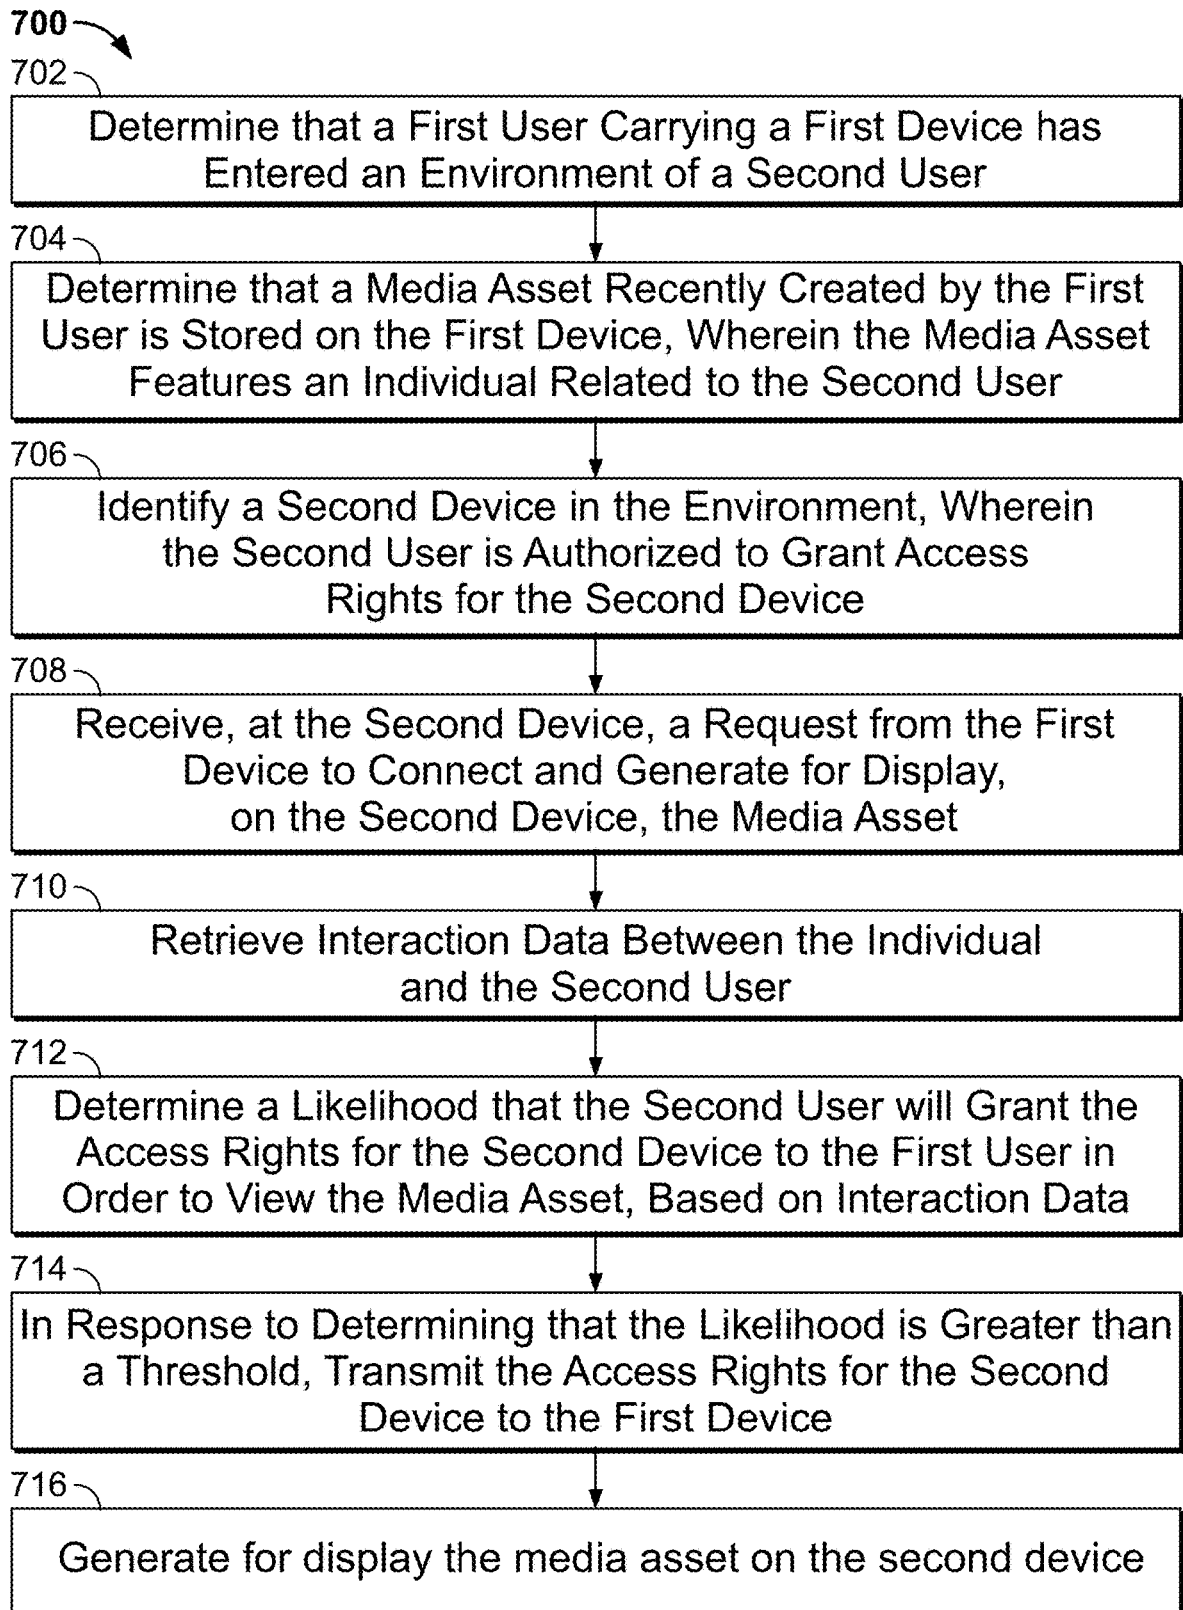 700
702
Determine that a First User Carrying a First Device has
Entered an Environment of a Second User
704
Determine that a Media Asset Recently Created by the First
User is Stored on the First Device, Wherein the Media Asset
Features an Individual Related to the Second User
706
Identify a Second Device in the Environment, Wherein
the Second User is Authorized to Grant Access
Rights for the Second Device
708
Receive, at the Second Device, a Request from the First
Device to Connect and Generate for Display,
on the Second Device, the Media Asset
710
Retrieve Interaction Data Between the Individual
and the Second User
712
Determine a Likelihood that the Second User will Grant the
Access Rights for the Second Device to the First User in
Order to View the Media Asset, Based on Interaction Data
714
In Response to Determining that the Likelihood is Greater than
a Threshold, Transmit the Access Rights for the Second
Device to the First Device
716
Generate for display the media asset on the second device